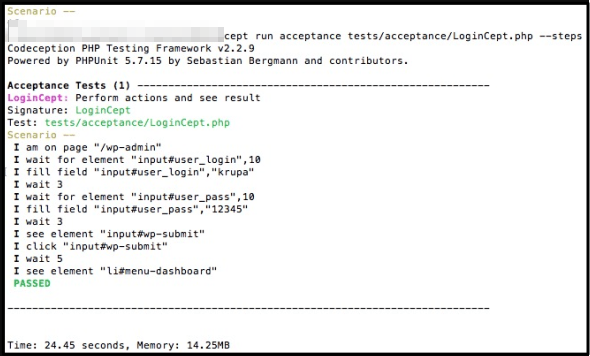 Scenario --
cept run acceptance tests/acceptance/LoginCept.php --steps
Codeception PHP Testing Framework v2.2.9
Powered by PHPUnit 5.7.15 by Sebastian Bergmann and contributors.
Acceptance Tests (1) -----------------------------------------------------
LoginCept: Perform actions and see result
Signature: LoginCept
Test: tests/acceptance/LoginCept.php
Scenario --
I am on page "/wp-admin"
I wait for element "input#user_login",10
I fill field "input#user_login","krupa"
I wait 3
I wait for element "input#user_pass",10
I fill field "input#user_pass","12345"
I wait 3
I see element "input#wp-submit"
I click "input#wp-submit"
I wait 5
I see element "li#menu-dashboard"
PASSED
--------------------------------------------------------------------------
Time: 24.45 seconds, Memory: 14.25MB